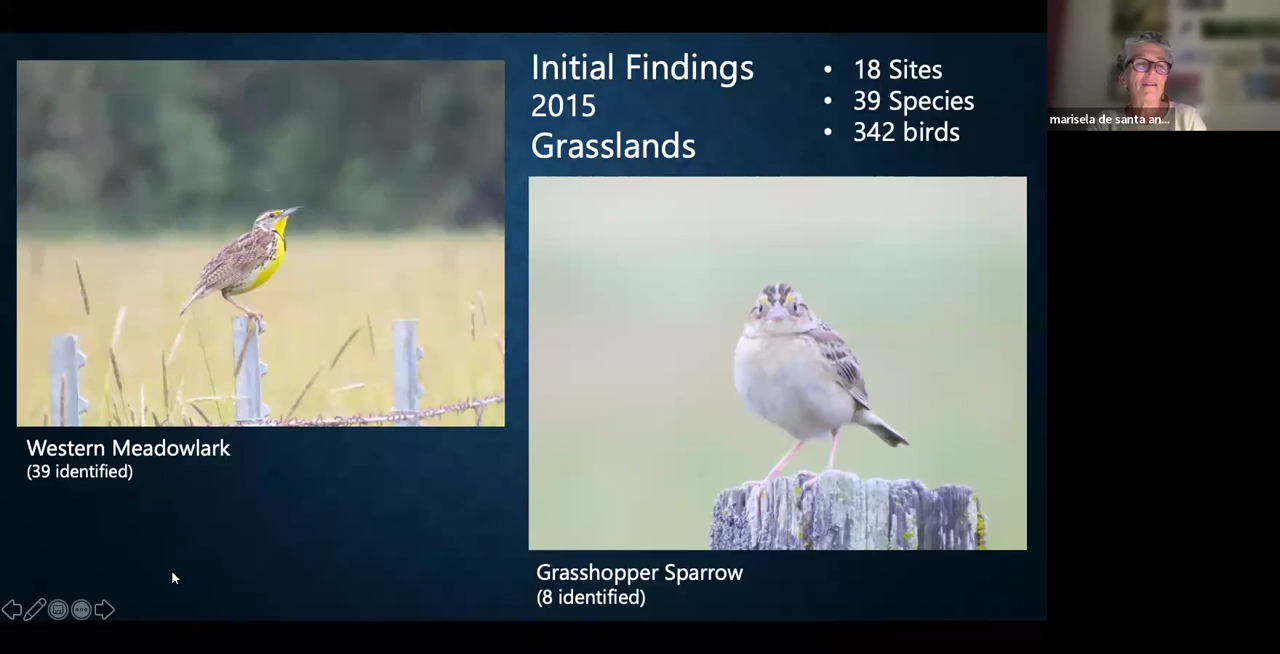 Initial Findings
2015
Grasslands
• 18 Sites
• 39 Species
• 342 birds
marisela de santa an...
Western Meadowlark
(39 identified)
Grasshopper Sparrow
(8 identified)